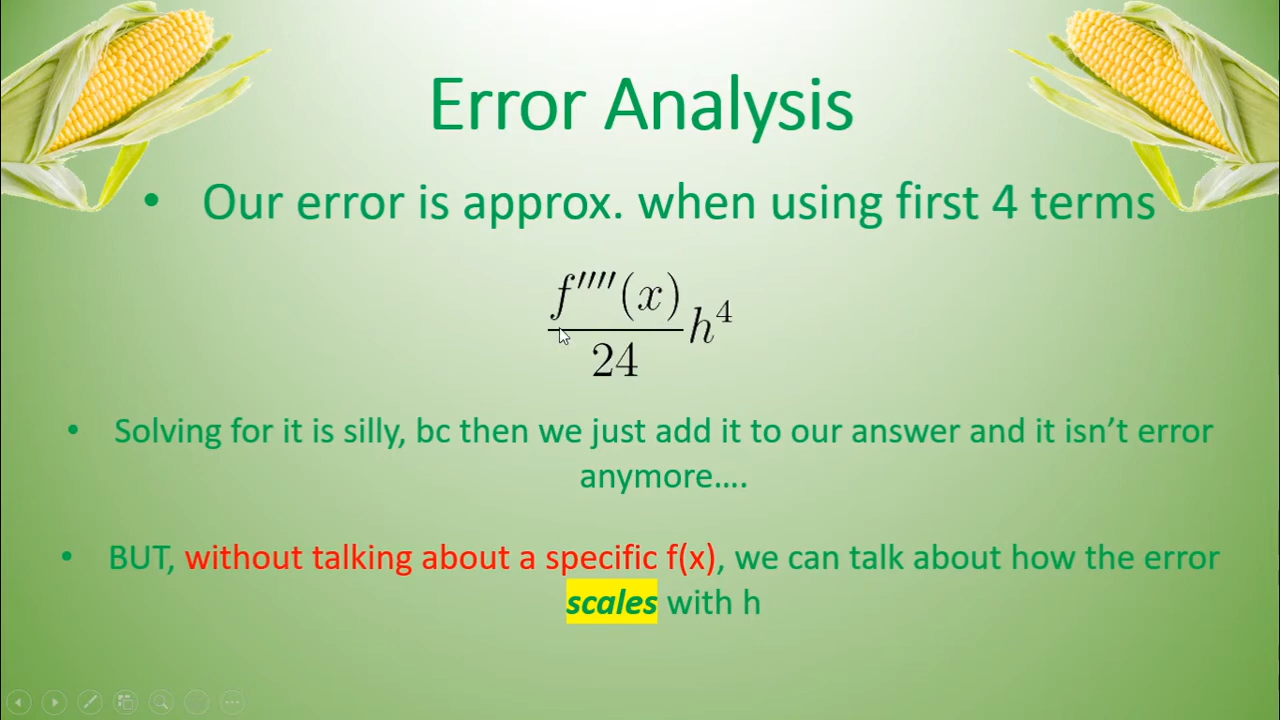 Error Analysis
• Our error is approx. when using first 4 terms
f''''(x)
24
h⁴
• Solving for it is silly, bc then we just add it to our answer and it isn’t error
anymore….
• BUT, without talking about a specific f(x), we can talk about how the error
scales with h